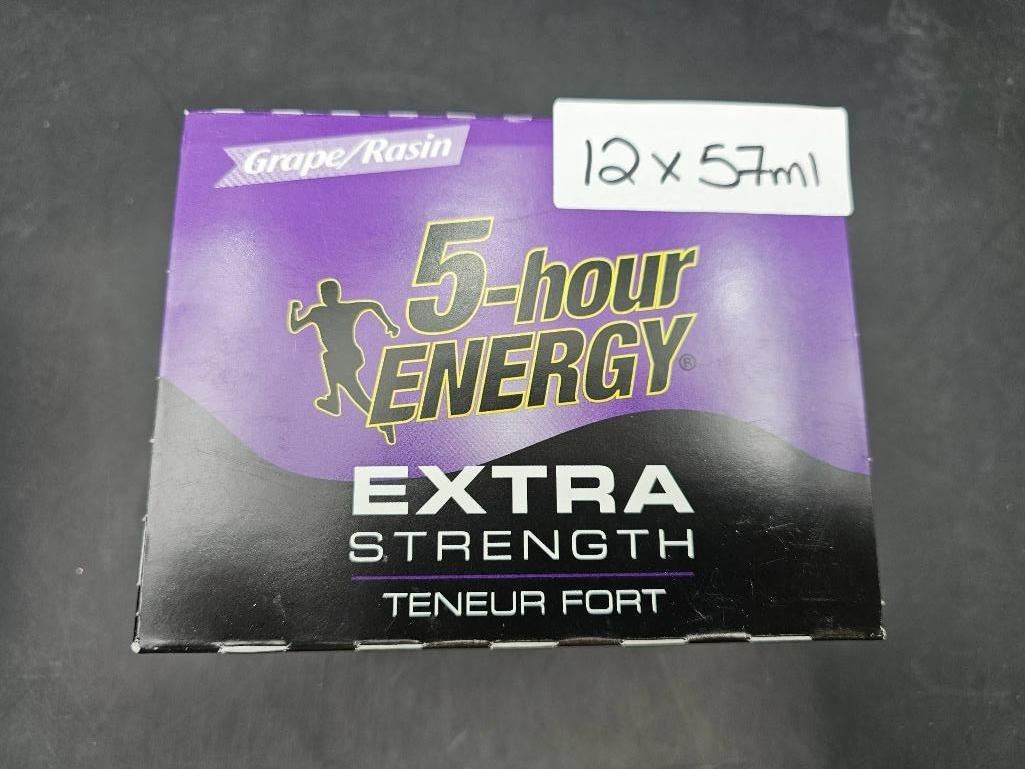 Grape/Rasin
12 x 57ml
5-hour
ENERGY®
EXTRA
STRENGTH
TENEUR FORT